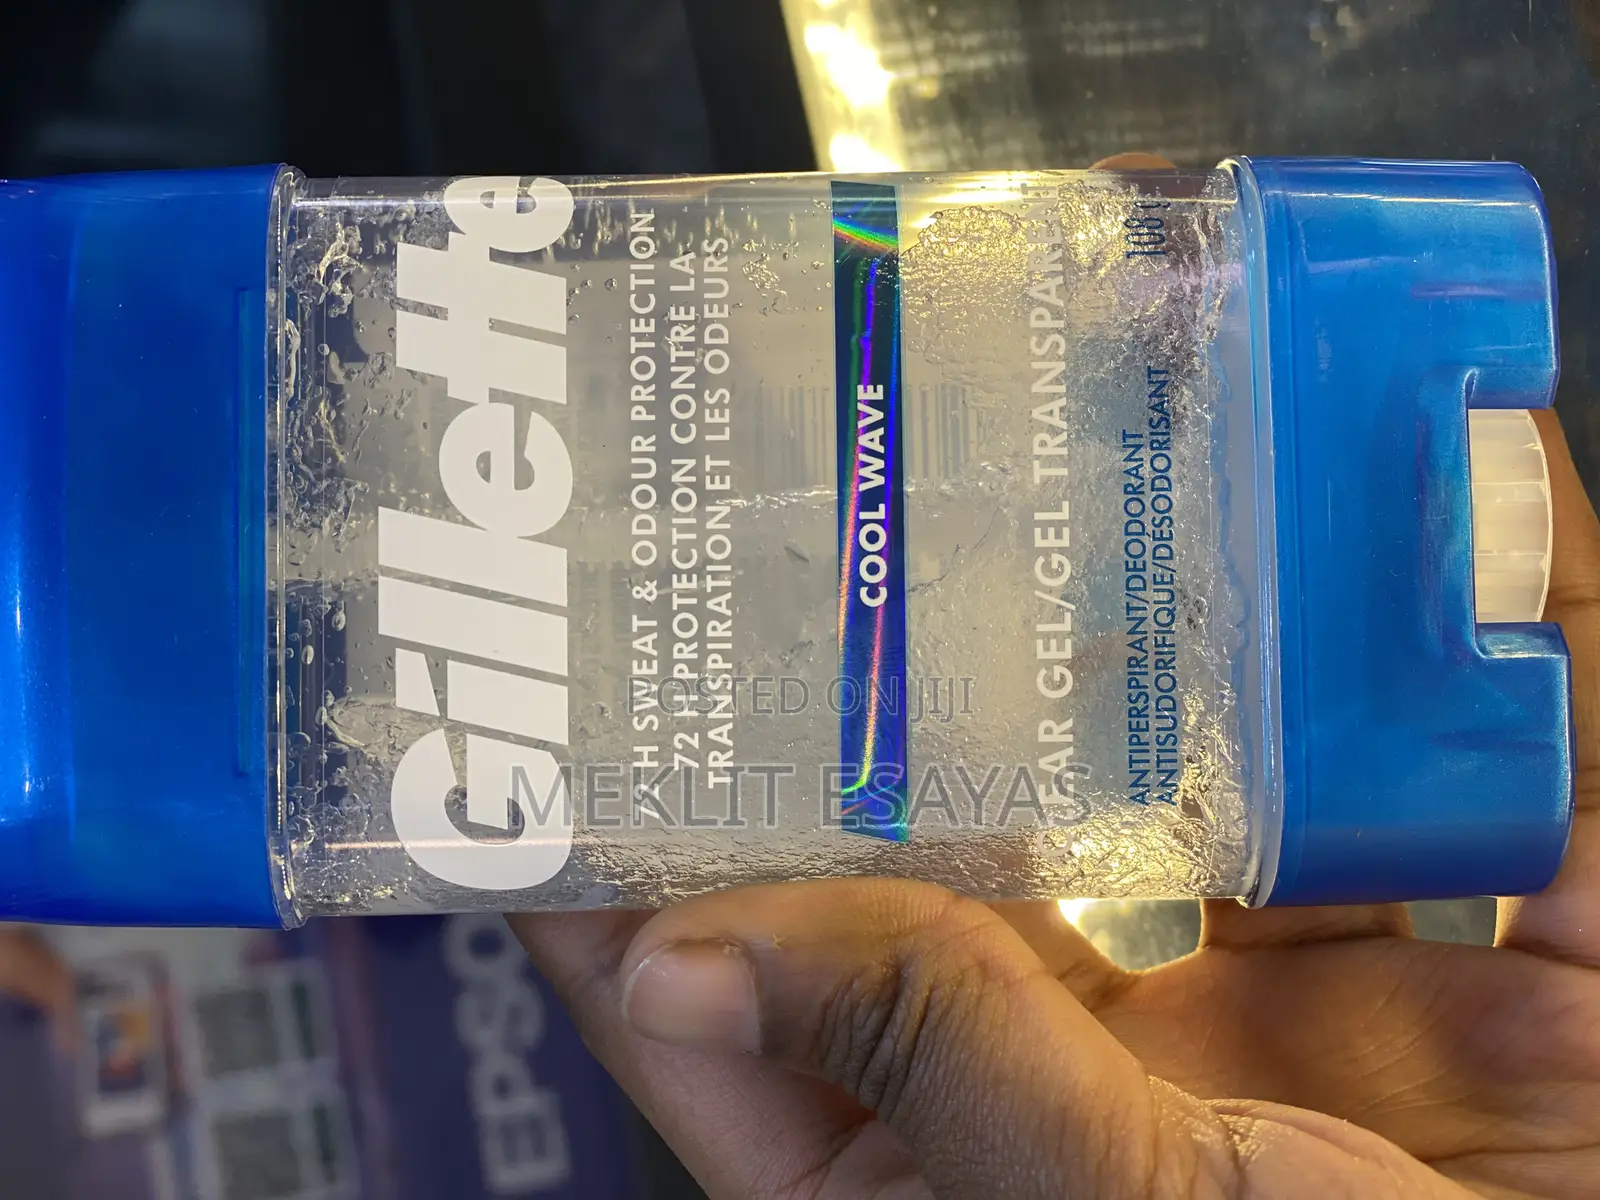 Gillette
72 H SWEAT & ODOUR PROTECTION
72 H PROTECTION CONTRE LA
TRANSPIRATION ET LES ODEURS
COOL WAVE
CLEAR GEL/GEL TRANSPARENT
ANTIPERSPIRANT/DEODORANT
ANTISUDORIFIQUE/DÉSODORISANT
108 g
POSTED ON JIJI
MEKLIT ESAYAS
EPSO